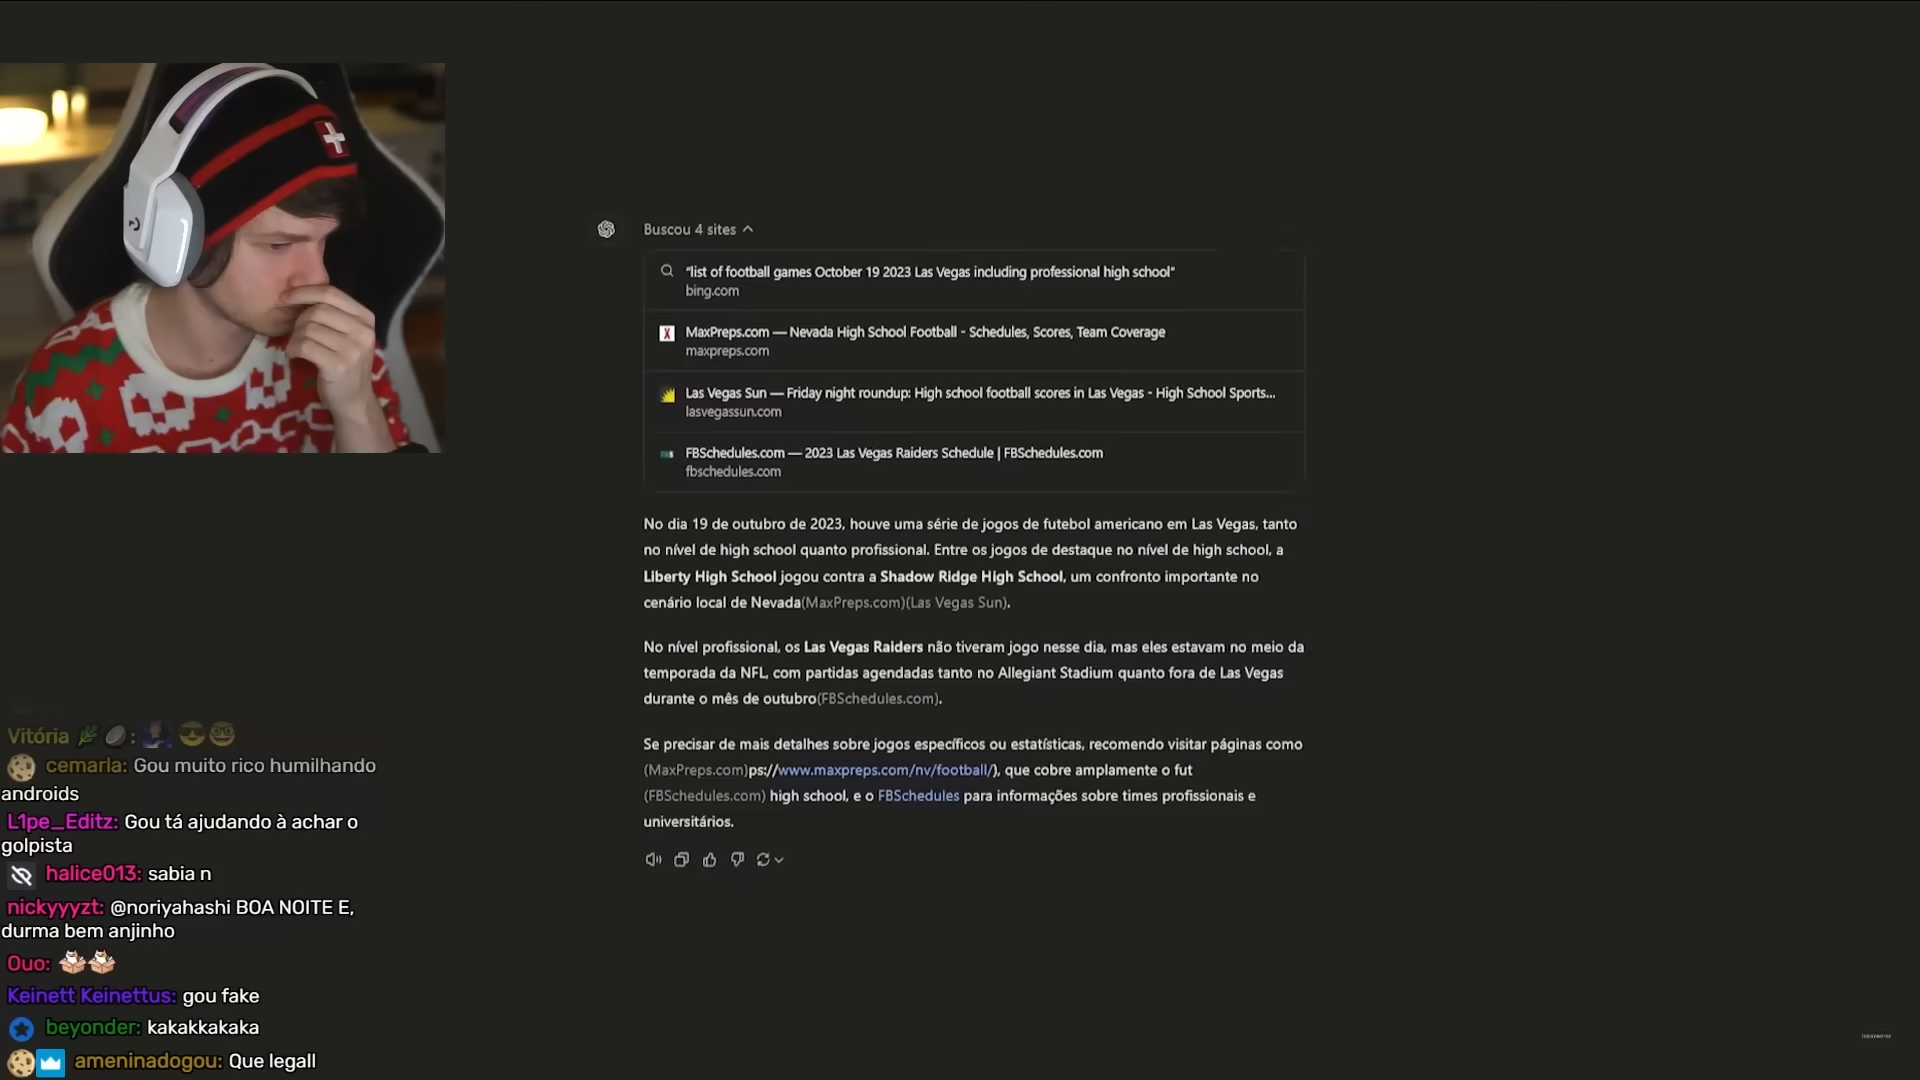 Buscou 4 sites
"list of football games October 19 2023 Las Vegas including professional high school"
bing.com
MaxPreps.com — Nevada High School Football - Schedules, Scores, Team Coverage
maxpreps.com
Las Vegas Sun — Friday night roundup: High school football scores in Las Vegas - High School Sports...
lasvegassun.com
FBSchedules.com — 2023 Las Vegas Raiders Schedule | FBSchedules.com
fbschedules.com
No dia 19 de outubro de 2023, houve uma série de jogos de futebol americano em Las Vegas, tanto
no nível de high school quanto profissional. Entre os jogos de destaque no nível de high school, a
Liberty High School jogou contra a Shadow Ridge High School, um confronto importante no
cenário local de Nevada(MaxPreps.com)(Las Vegas Sun).
No nível profissional, os Las Vegas Raiders não tiveram jogo nesse dia, mas eles estavam no meio da
temporada da NFL, com partidas agendadas tanto no Allegiant Stadium quanto fora de Las Vegas
durante o mês de outubro(FBSchedules.com).
Se precisar de mais detalhes sobre jogos específicos ou estatísticas, recomendo visitar páginas como
(MaxPreps.com)ps://www.maxpreps.com/nv/football/), que cobre amplamente o fut
(FBSchedules.com) high school, e o FBSchedules para informações sobre times profissionais e
universitários.
Vitória :
cemarla: Gou muito rico humilhando
androids
L1pe_Editz: Gou tá ajudando à achar o
golpista
halice013: sabia n
nickyyyzt: @noriyahashi BOA NOITE E,
durma bem anjinho
Ouo:
Keinett Keinettus: gou fake
beyonder: kakakkakaka
ameninadogou: Que legall